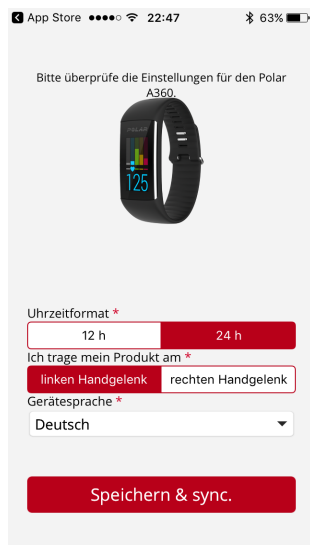 App Store 22:47 63%
Bitte überprüfe die Einstellungen für den Polar
A360.
POLAR
125
Uhrzeitformat *
12 h 24 h
Ich trage mein Produkt am *
linken Handgelenk rechten Handgelenk
Gerätesprache *
Deutsch
Speichern & sync.